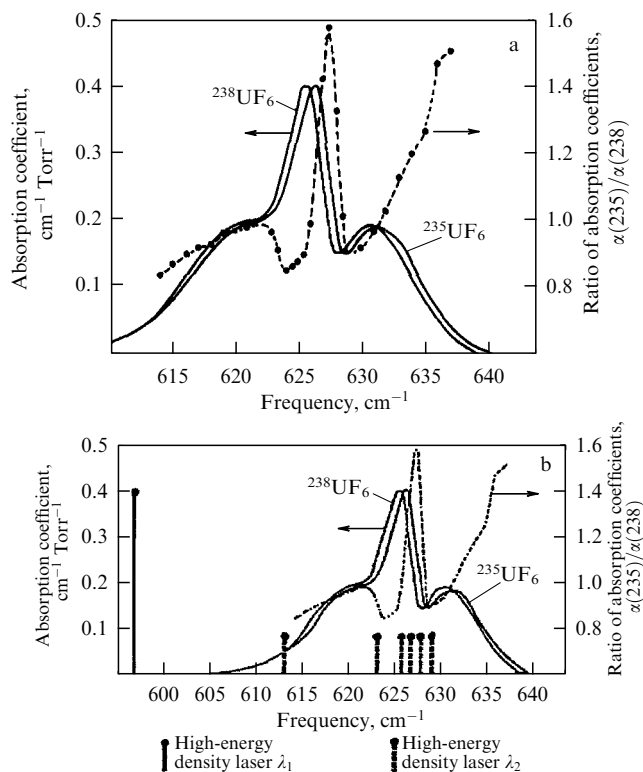 a
0.5
0.4
0.3
0.2
0.1
Absorption coefficient,
cm⁻¹ Torr⁻¹
²³⁸UF₆
²³⁵UF₆
1.6
1.4
1.2
1.0
0.8
Ratio of absorption coefficients,
α(235)/α(238)
615 620 625 630 635 640
Frequency, cm⁻¹
b
0.5
0.4
0.3
0.2
0.1
Absorption coefficient,
cm⁻¹ Torr⁻¹
²³⁸UF₆
²³⁵UF₆
1.6
1.4
1.2
1.0
0.8
Ratio of absorption coefficients,
α(235)/α(238)
600 605 610 615 620 625 630 635 640
Frequency, cm⁻¹
High-energy
density laser λ₁
High-energy
density laser λ₂